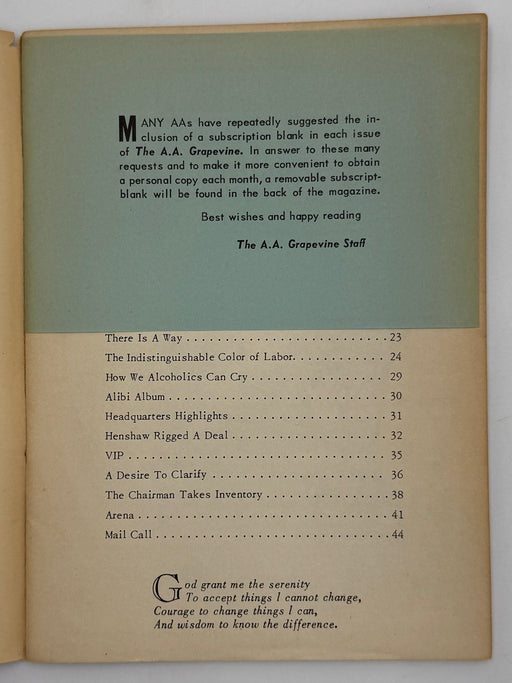 MANY AAs have repeatedly suggested the in-
clusion of a subscription blank in each issue
of The A.A. Grapevine. In answer to these many
requests and to make it more convenient to obtain
a personal copy each month, a removable subscript-
blank will be found in the back of the magazine.
Best wishes and happy reading
The A.A. Grapevine Staff
There Is A Way . . . . . . . . . . . . . . . . . . . . . . . . . . 23
The Indistinguishable Color of Labor. . . . . . . . . . . . 24
How We Alcoholics Can Cry . . . . . . . . . . . . . . . . . . 29
Alibi Album . . . . . . . . . . . . . . . . . . . . . . . . . . . . . 30
Headquarters Highlights . . . . . . . . . . . . . . . . . . . . 31
Henshaw Rigged A Deal . . . . . . . . . . . . . . . . . . . . 32
VIP . . . . . . . . . . . . . . . . . . . . . . . . . . . . . . . . . . 35
A Desire To Clarify . . . . . . . . . . . . . . . . . . . . . . 36
The Chairman Takes Inventory . . . . . . . . . . . . . . . . 38
Arena . . . . . . . . . . . . . . . . . . . . . . . . . . . . . . . . . 41
Mail Call . . . . . . . . . . . . . . . . . . . . . . . . . . . . . . 44
God grant me the serenity
To accept things I cannot change,
Courage to change things I can,
And wisdom to know the difference.